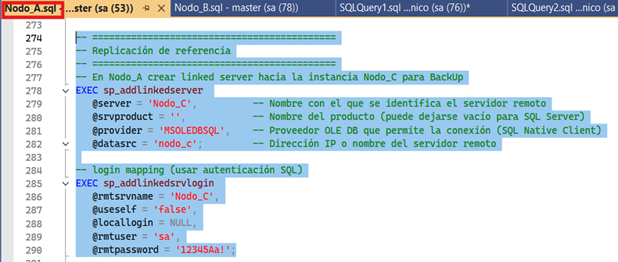 Nodo_A.sql - ...ster (sa (53))
Nodo_B.sql - master (sa (78))
SQLQuery1.sql ...nico (sa (76))*
SQLQuery2.sql ...nico (sa
273
274 -- ==========================================
275 -- Replicación de referencia
276 -- ==========================================
277 -- En Nodo_A crear linked server hacia la instancia Nodo_C para BackUp
278 EXEC sp_addlinkedserver
279 @server = 'Nodo_C', -- Nombre con el que se identifica el servidor remoto
280 @srvproduct = '', -- Nombre del producto (puede dejarse vacío para SQL Server)
281 @provider = 'MSOLEDBSQL', -- Proveedor OLE DB que permite la conexión (SQL Native Client)
282 @datasrc = 'node_c'; -- Dirección IP o nombre del servidor remoto
283
284 -- login mapping (usar autenticación SQL)
285 EXEC sp_addlinkedsrvlogin
286 @rmtsrvname = 'Nodo_C',
287 @useself = 'false',
288 @locallogin = NULL,
289 @rmtuser = 'sa',
290 @rmtpassword = '12345Aa!';
291